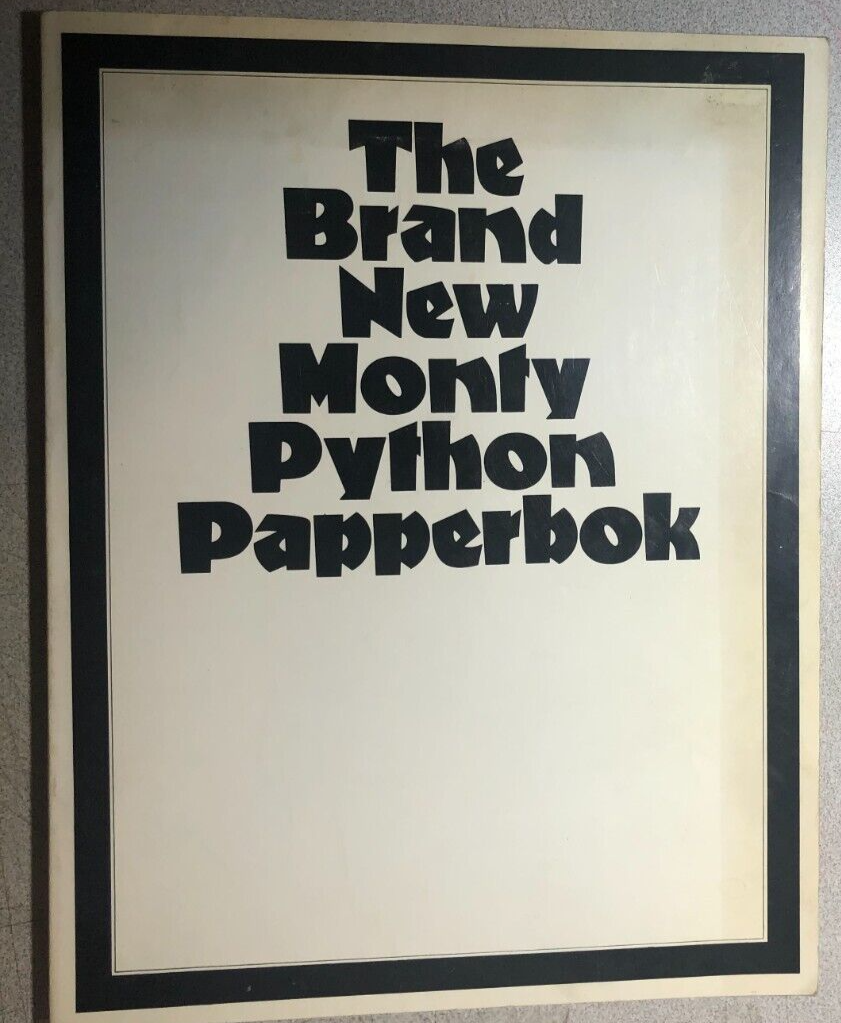 The
Brand
New
Monty
Python
Papperbok